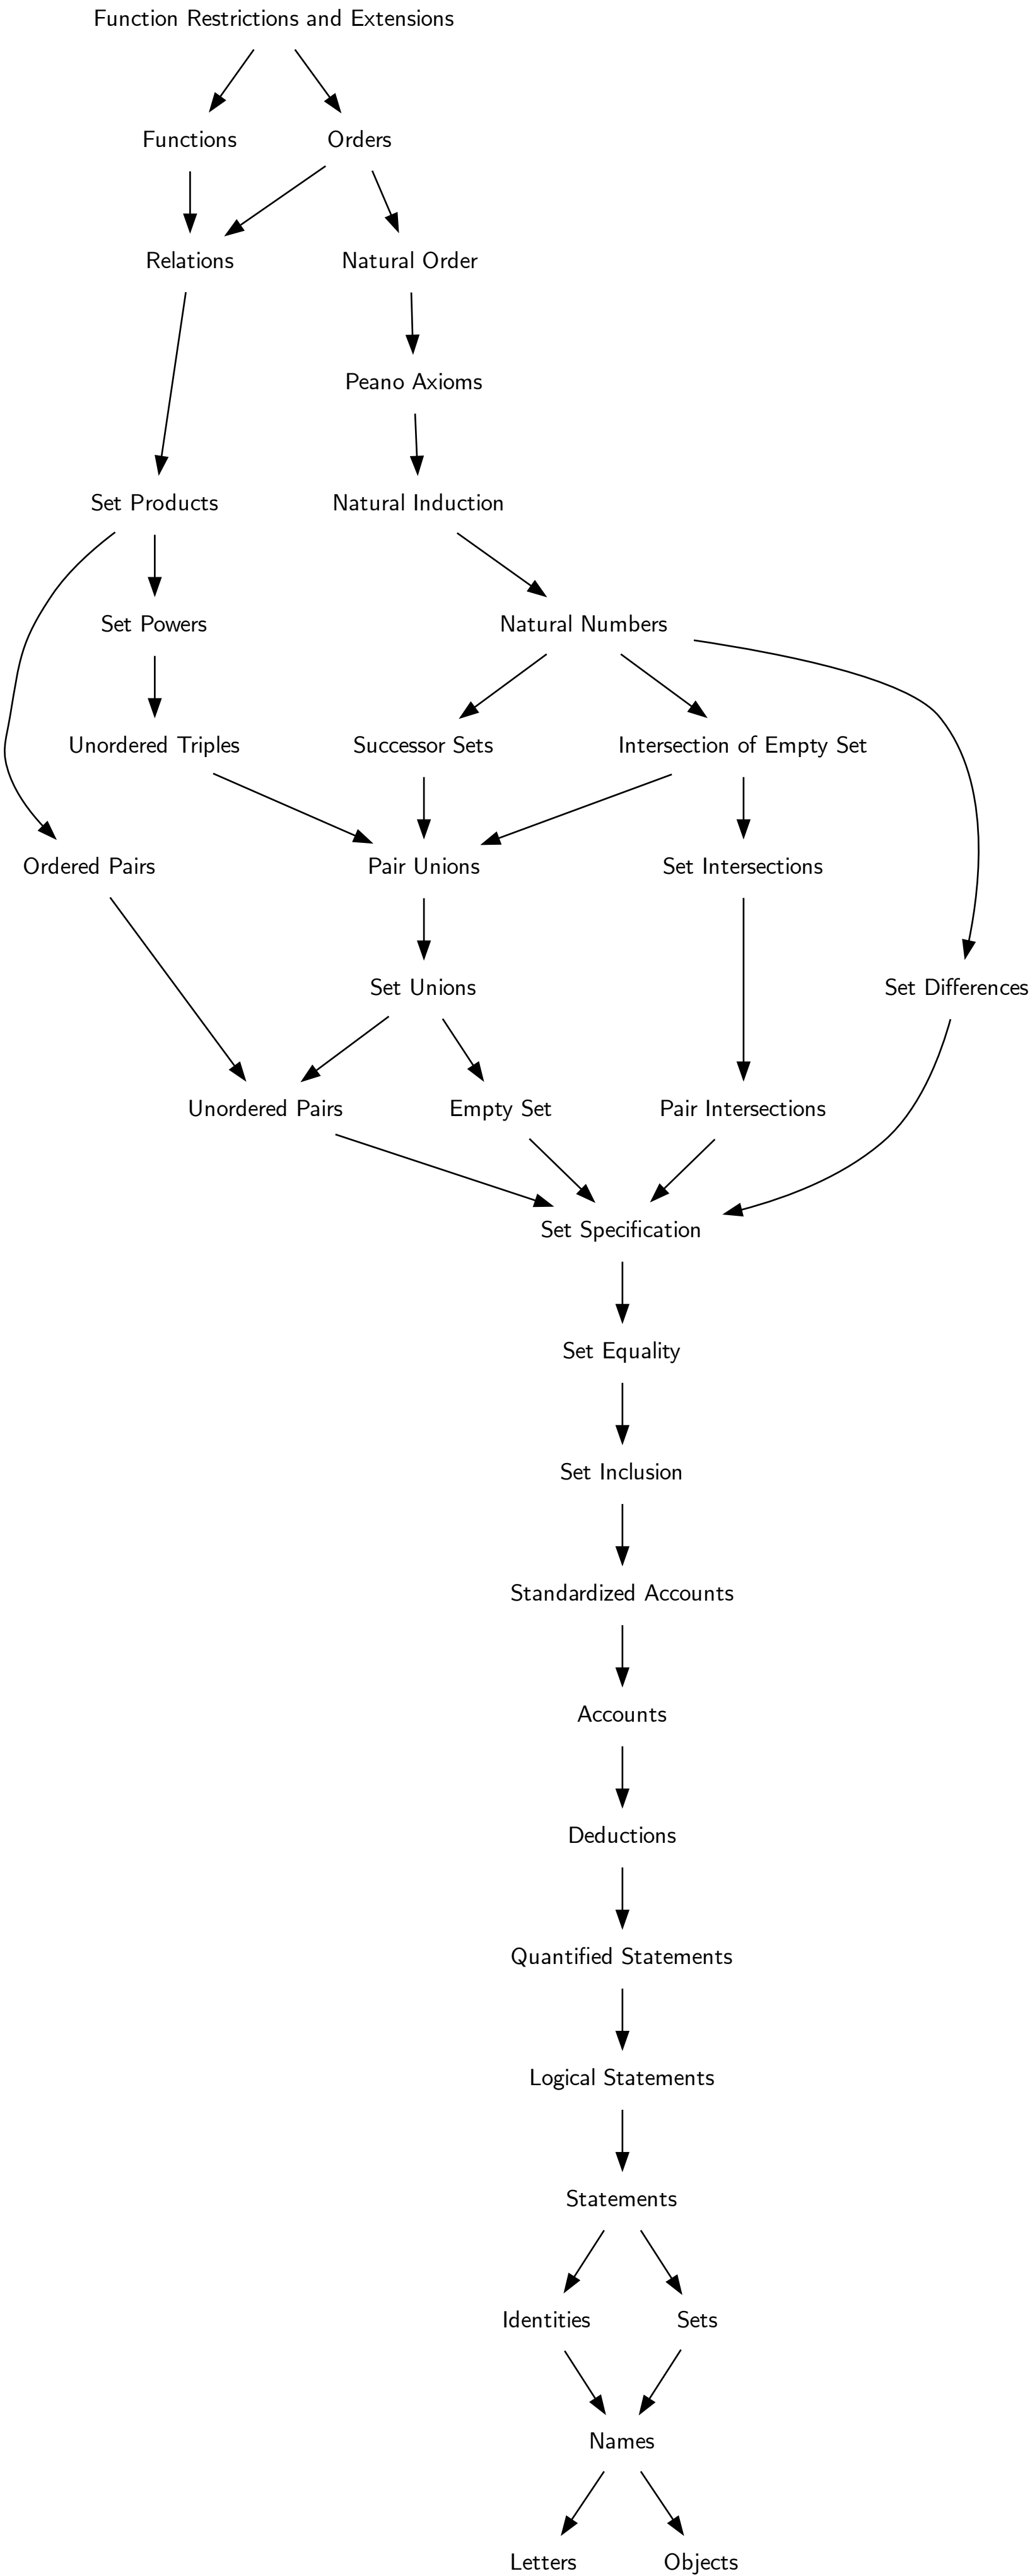 Function Restrictions and Extensions
Functions
Orders
Relations
Natural Order
Peano Axioms
Set Products
Natural Induction
Set Powers
Natural Numbers
Unordered Triples
Successor Sets
Intersection of Empty Set
Ordered Pairs
Pair Unions
Set Intersections
Set Unions
Set Differences
Unordered Pairs
Empty Set
Pair Intersections
Set Specification
Set Equality
Set Inclusion
Standardized Accounts
Accounts
Deductions
Quantified Statements
Logical Statements
Statements
Identities
Sets
Names
Letters
Objects